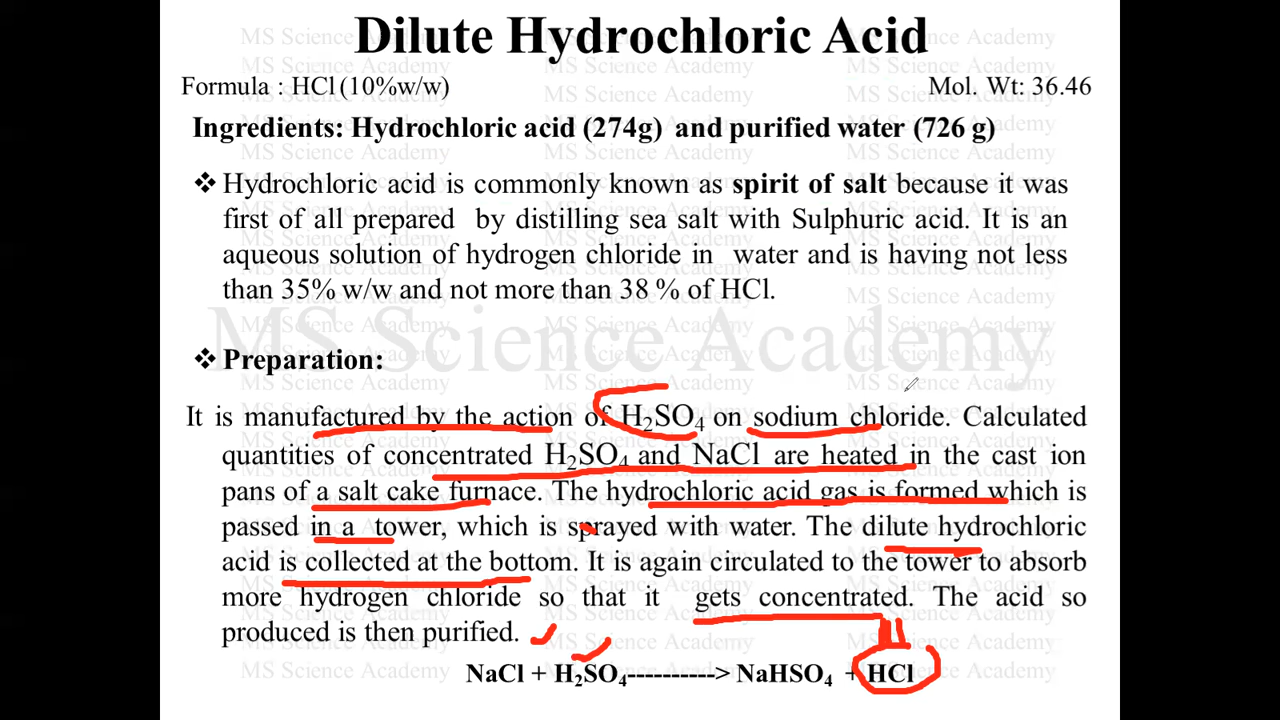 Dilute Hydrochloric Acid
Formula : HCl (10%w/w) Mol. Wt: 36.46
Ingredients: Hydrochloric acid (274g) and purified water (726 g)
❖ Hydrochloric acid is commonly known as spirit of salt because it was
first of all prepared by distilling sea salt with Sulphuric acid. It is an
aqueous solution of hydrogen chloride in water and is having not less
than 35% w/w and not more than 38 % of HCl.
MS Science Academy
❖ Preparation:
It is manufactured by the action of H₂SO₄ on sodium chloride. Calculated
quantities of concentrated H₂SO₄ and NaCl are heated in the cast ion
pans of a salt cake furnace. The hydrochloric acid gas is formed which is
passed in a tower, which is sprayed with water. The dilute hydrochloric
acid is collected at the bottom. It is again circulated to the tower to absorb
more hydrogen chloride so that it gets concentrated. The acid so
produced is then purified.
NaCl + H₂SO₄----------> NaHSO₄ + HCl